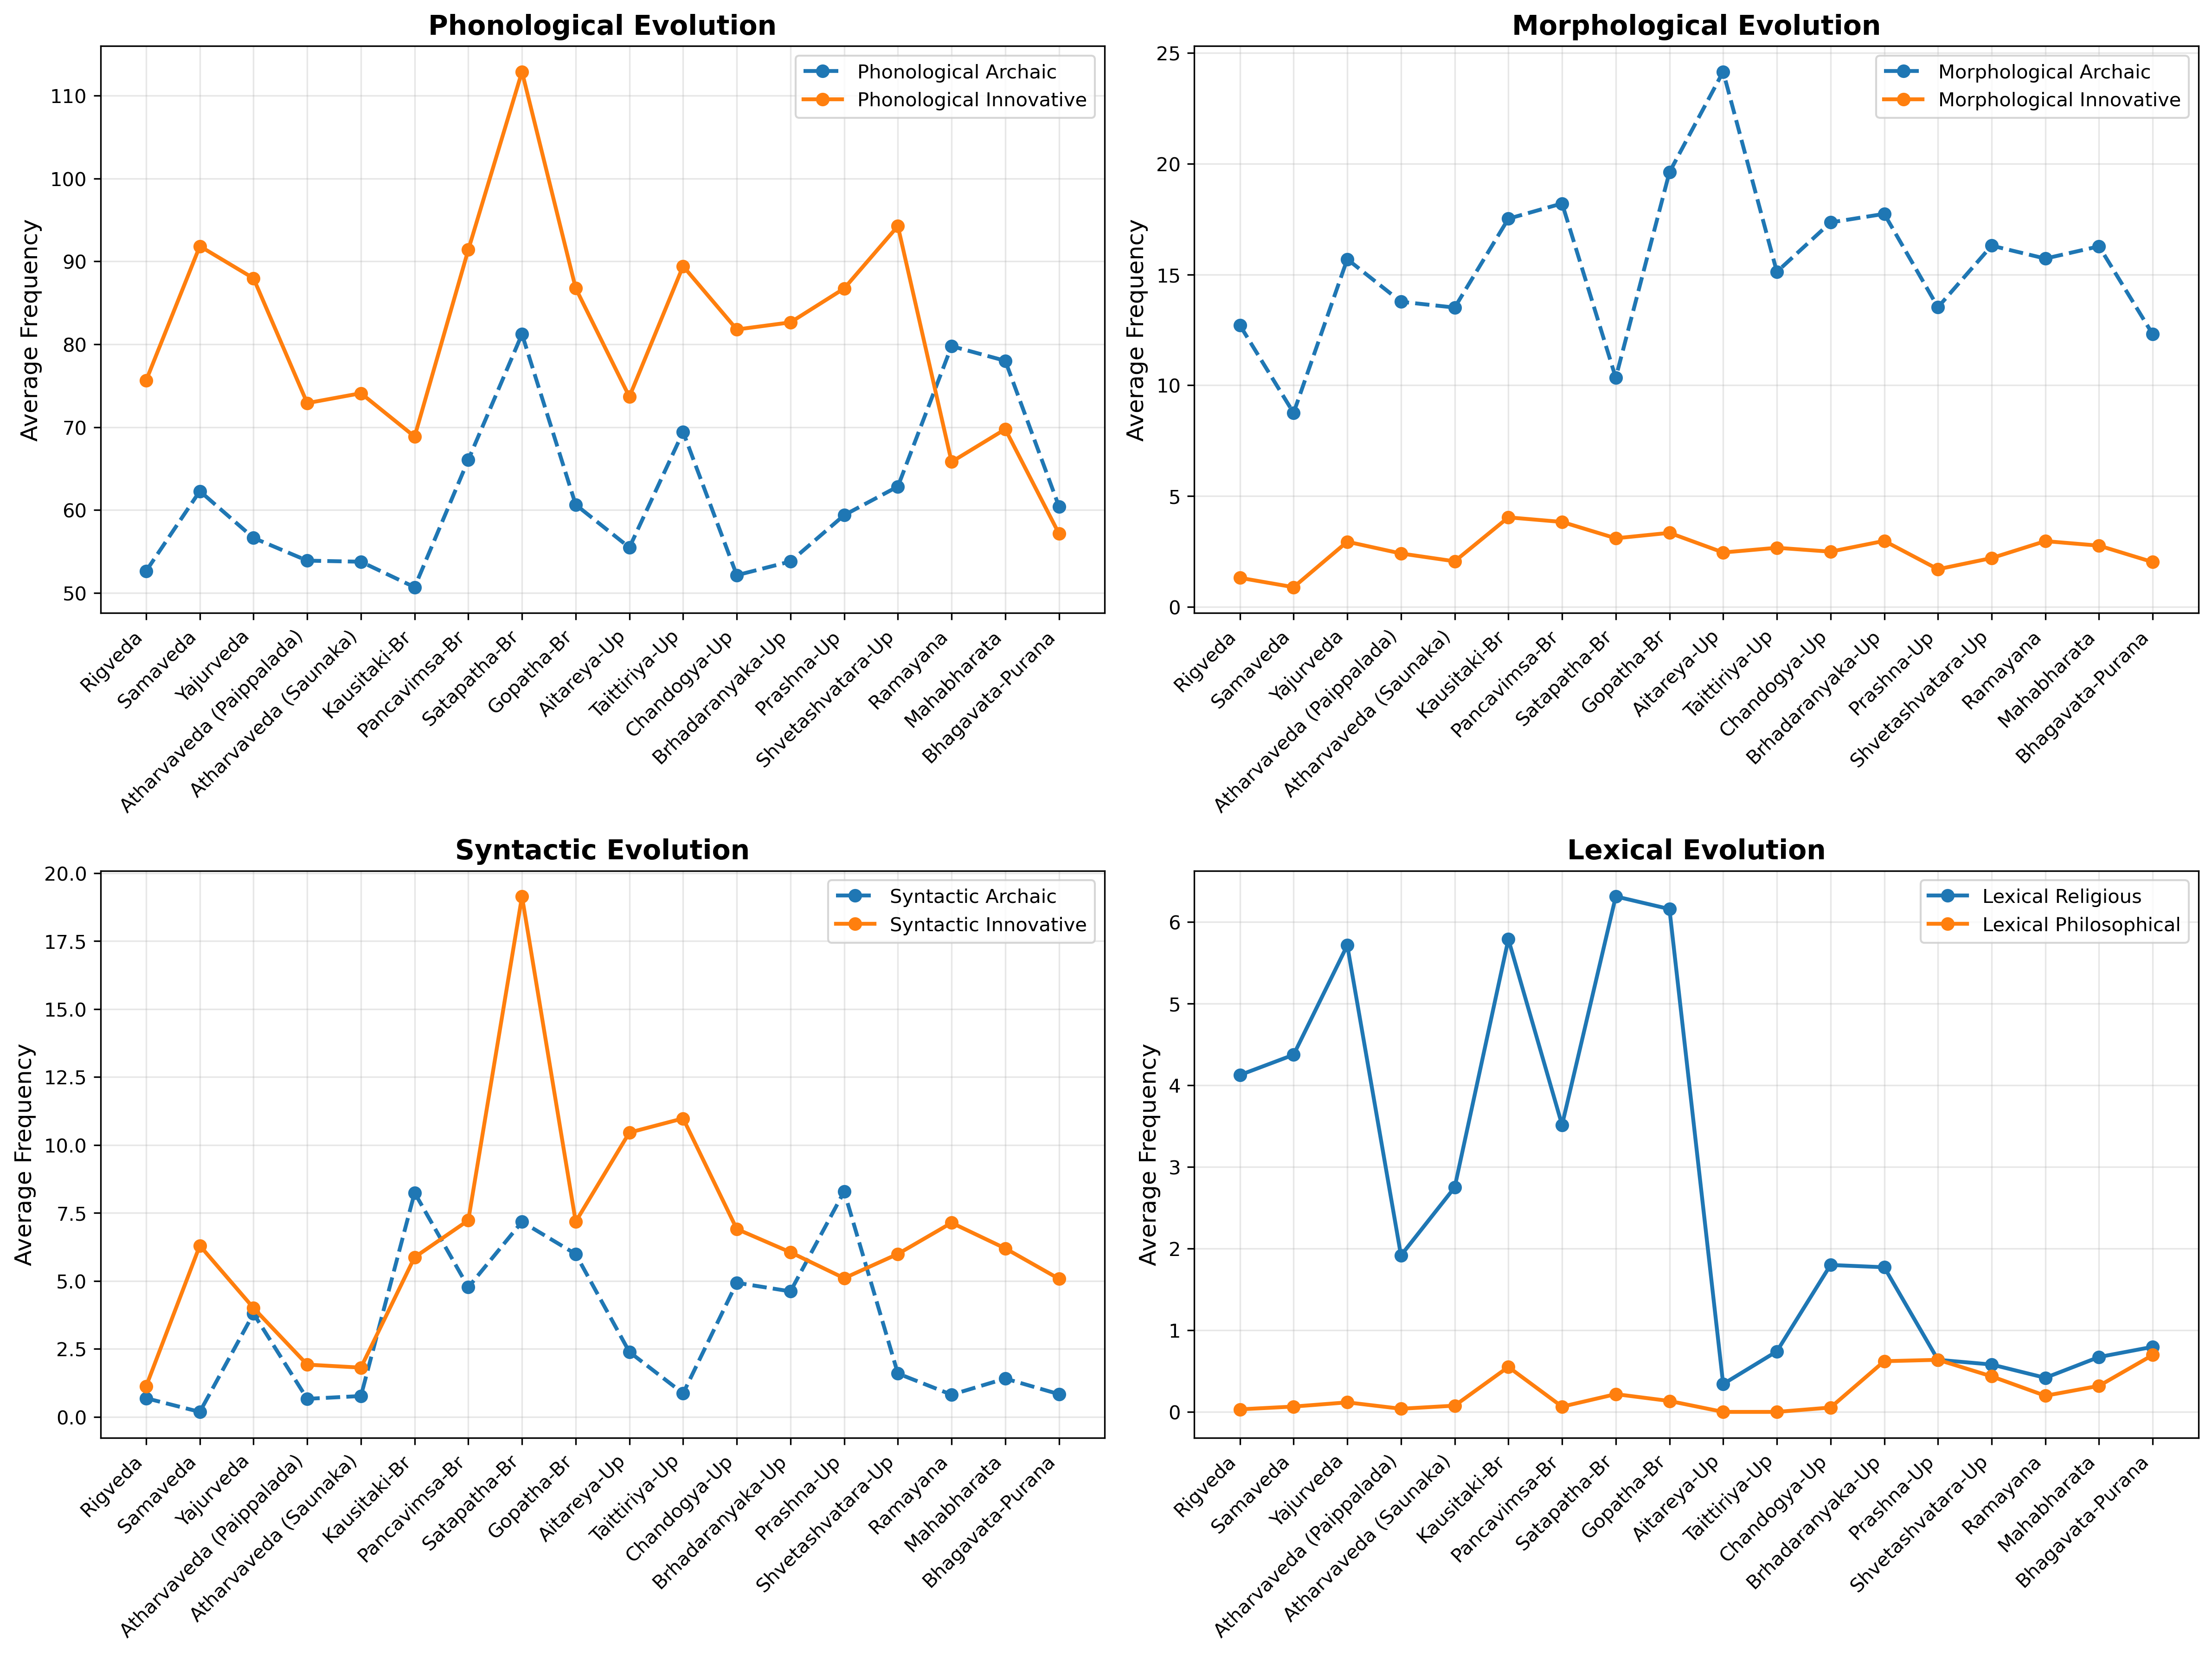 Phonological Evolution
Phonological Archaic
Phonological Innovative
Average Frequency
110
100
90
80
70
60
50
Rigveda
Samaveda
Yajurveda
Atharvaveda (Paippalada)
Atharvaveda (Saunaka)
Kausitaki-Br
Pancavimsa-Br
Satapatha-Br
Gopatha-Br
Aitareya-Up
Taittiriya-Up
Chandogya-Up
Brhadaranyaka-Up
Prashna-Up
Shvetashvatara-Up
Ramayana
Mahabharata
Bhagavata-Purana
Morphological Evolution
Morphological Archaic
Morphological Innovative
Average Frequency
25
20
15
10
5
0
Rigveda
Samaveda
Yajurveda
Atharvaveda (Paippalada)
Atharvaveda (Saunaka)
Kausitaki-Br
Pancavimsa-Br
Satapatha-Br
Gopatha-Br
Aitareya-Up
Taittiriya-Up
Chandogya-Up
Brhadaranyaka-Up
Prashna-Up
Shvetashvatara-Up
Ramayana
Mahabharata
Bhagavata-Purana
Syntactic Evolution
Syntactic Archaic
Syntactic Innovative
Average Frequency
20.0
17.5
15.0
12.5
10.0
7.5
5.0
2.5
0.0
Rigveda
Samaveda
Yajurveda
Atharvaveda (Paippalada)
Atharvaveda (Saunaka)
Kausitaki-Br
Pancavimsa-Br
Satapatha-Br
Gopatha-Br
Aitareya-Up
Taittiriya-Up
Chandogya-Up
Brhadaranyaka-Up
Prashna-Up
Shvetashvatara-Up
Ramayana
Mahabharata
Bhagavata-Purana
Lexical Evolution
Lexical Religious
Lexical Philosophical
Average Frequency
6
5
4
3
2
1
0
Rigveda
Samaveda
Yajurveda
Atharvaveda (Paippalada)
Atharvaveda (Saunaka)
Kausitaki-Br
Pancavimsa-Br
Satapatha-Br
Gopatha-Br
Aitareya-Up
Taittiriya-Up
Chandogya-Up
Brhadaranyaka-Up
Prashna-Up
Shvetashvatara-Up
Ramayana
Mahabharata
Bhagavata-Purana